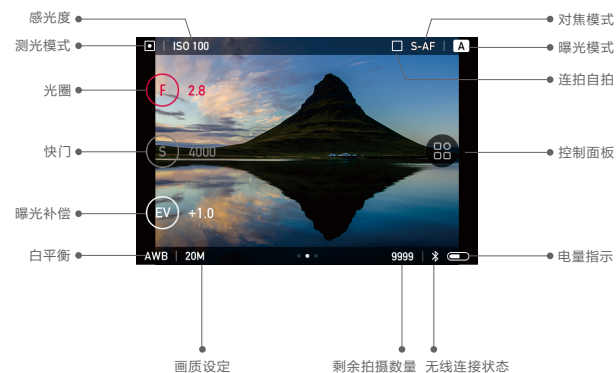 感光度
对焦模式
测光模式
ISO 100
S-AF
A
曝光模式
连拍自拍
光圈
F
2.8
快门
S
4000
控制面板
曝光补偿
EV
+1.0
白平衡
AWB
20M
9999
电量指示
画质设定
剩余拍摄数量
无线连接状态